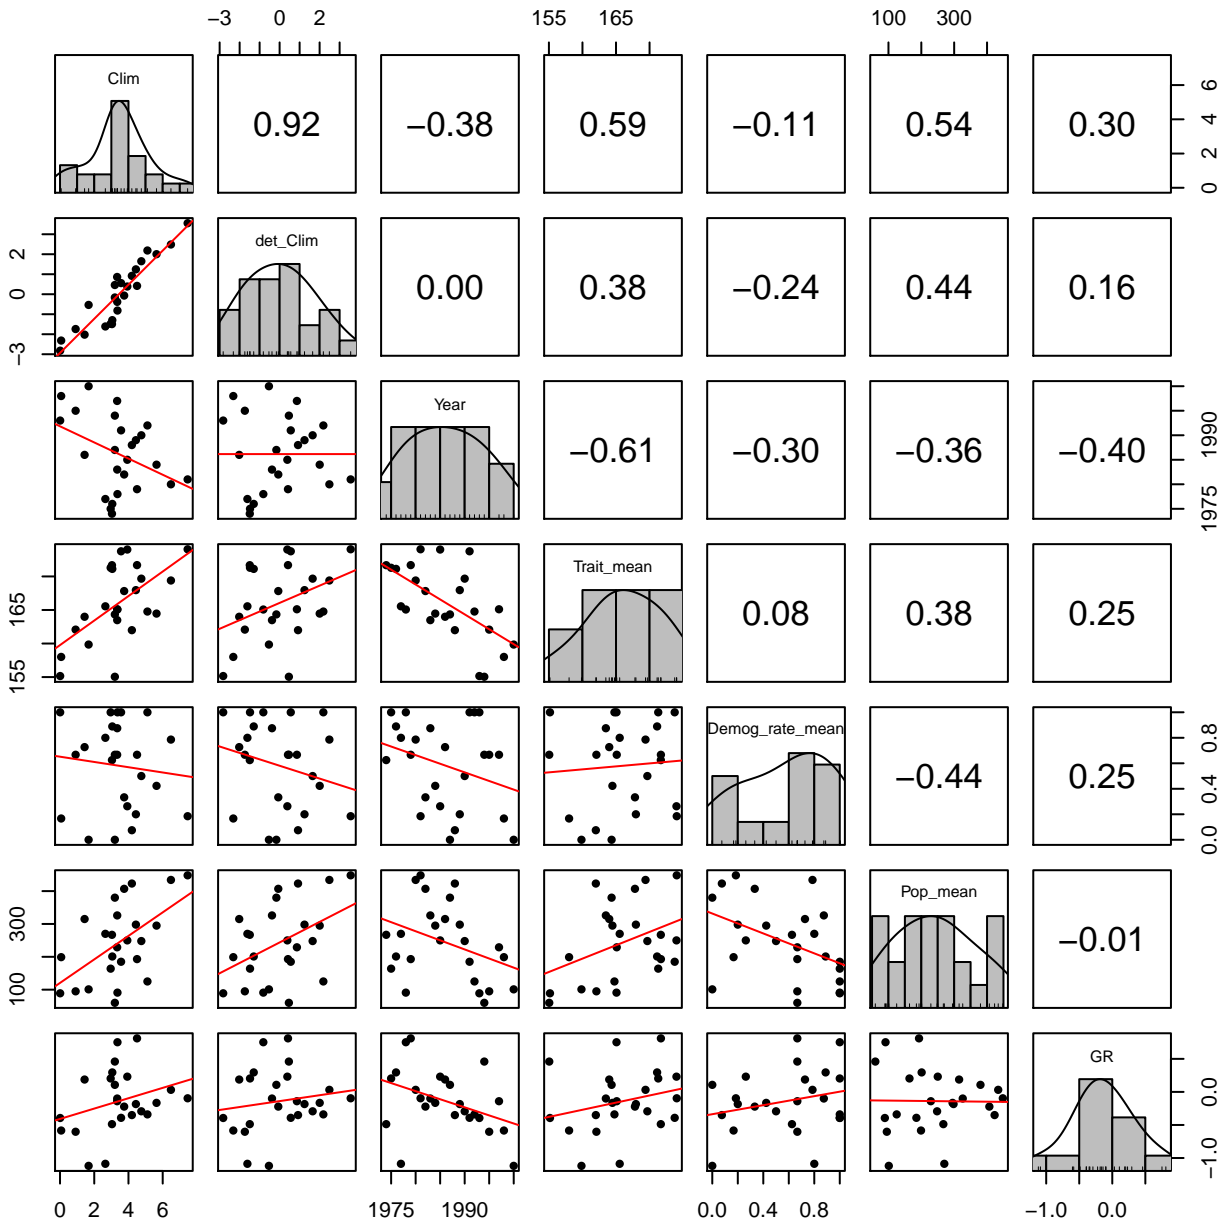 −3 0 2 155 165 100 300
Clim 0.92 −0.38 0.59 −0.11 0.54 0.30 0 2 4 6
−3 0 2 det_Clim 0.00 0.38 −0.24 0.44 0.16
Year −0.61 −0.30 −0.36 −0.40 1975 1990
155 165 Trait_mean 0.08 0.38 0.25
Demog_rate_mean −0.44 0.25 0.0 0.4 0.8
100 300 Pop_mean −0.01
GR −1.0 0.0
0 2 4 6 1975 1990 0.0 0.4 0.8 −1.0 0.0